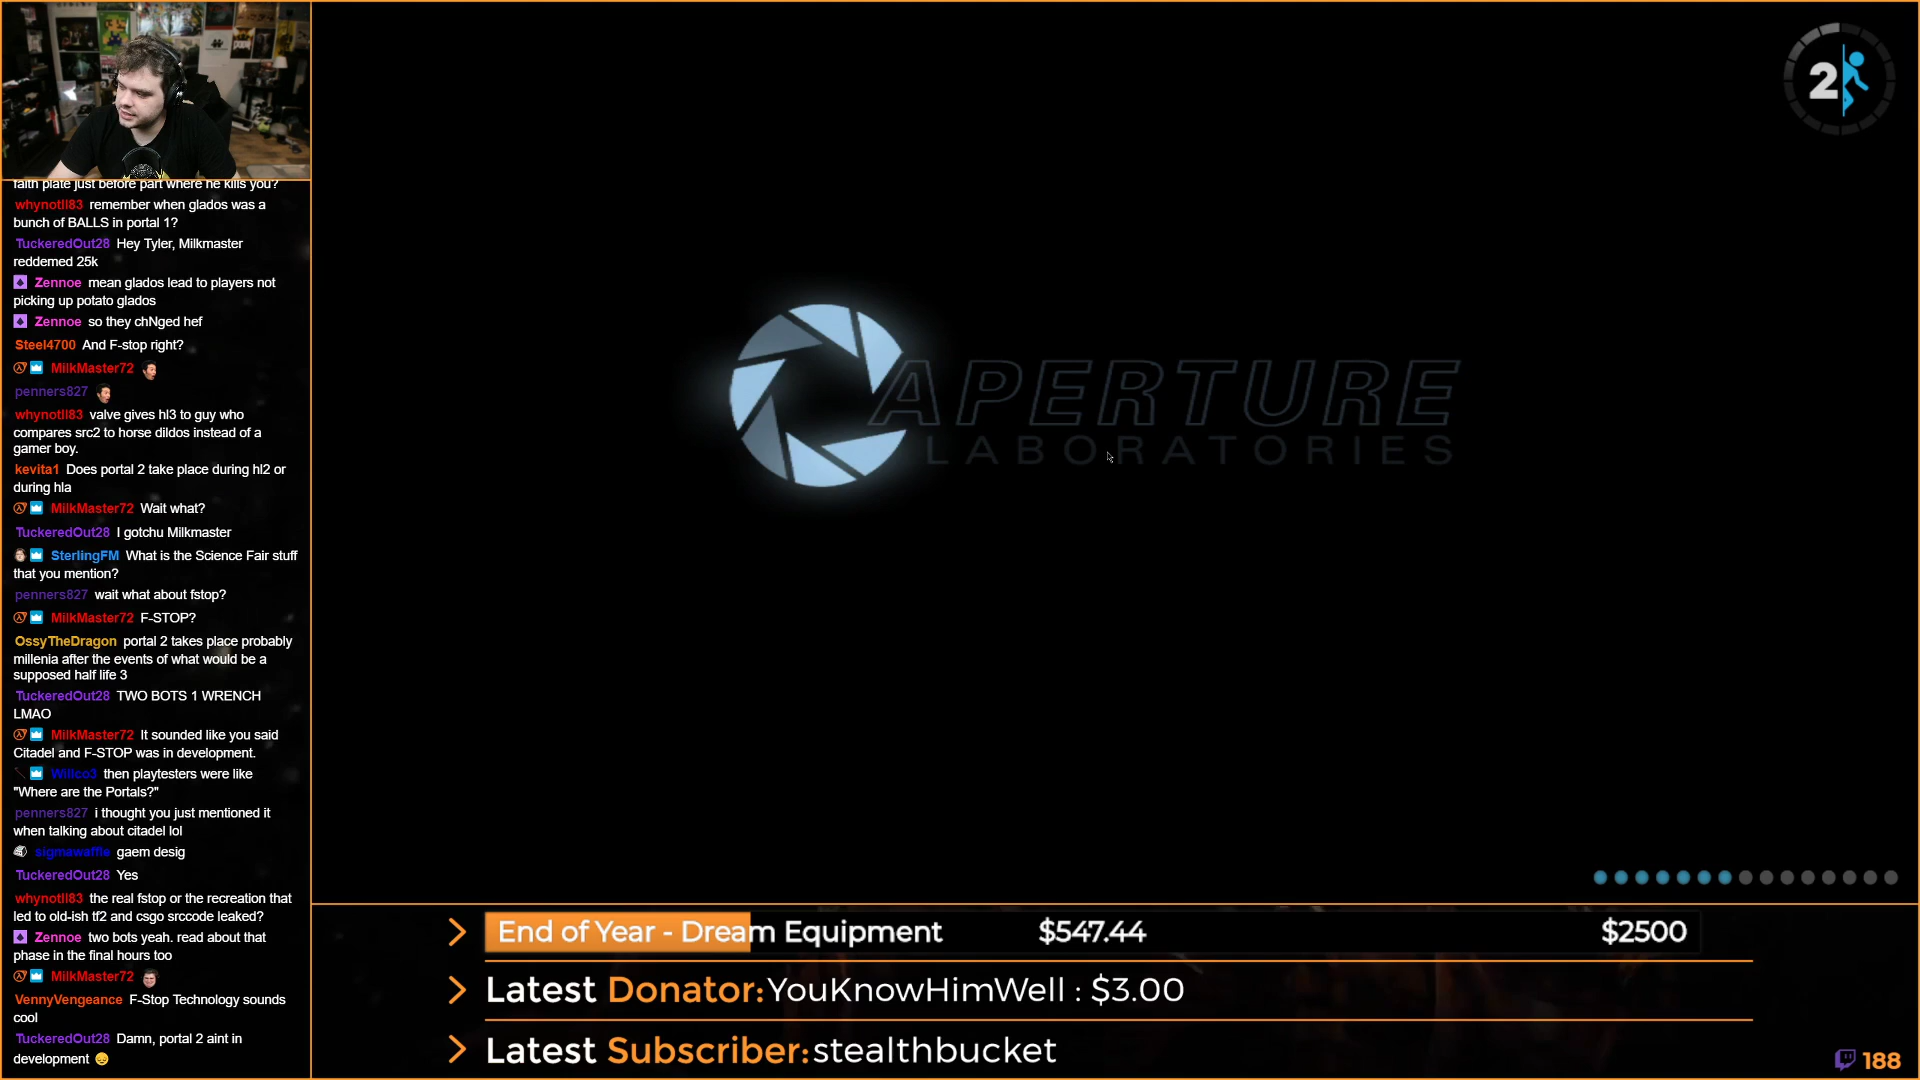 faith plate just before part where he kills you?
whynotll83 remember when glados was a
bunch of BALLS in portal 1?
TuckeredOut28 Hey Tyler, Milkmaster
reddemed 25k
Zennoe mean glados lead to players not
picking up potato glados
Zennoe so they chNged hef
Steel4700 And F-stop right?
MilkMaster72
penners827
whynotll83 valve gives hl3 to guy who
compares src2 to horse dildos instead of a
gamer boy.
kevita1 Does portal 2 take place during hl2 or
during hla
MilkMaster72 Wait what?
TuckeredOut28 I gotchu Milkmaster
SterlingFM What is the Science Fair stuff
that you mention?
penners827 wait what about fstop?
MilkMaster72 F-STOP?
OssyTheDragon portal 2 takes place probably
millenia after the events of what would be a
supposed half life 3
TuckeredOut28 TWO BOTS 1 WRENCH
LMAO
MilkMaster72 It sounded like you said
Citadel and F-STOP was in development.
Willco3 then playtesters were like
"Where are the Portals?"
penners827 i thought you just mentioned it
when talking about citadel lol
sigmawaffle gaem desig
TuckeredOut28 Yes
whynotll83 the real fstop or the recreation that
led to old-ish tf2 and csgo srccode leaked?
Zennoe two bots yeah. read about that
phase in the final hours too
MilkMaster72
VennyVengeance F-Stop Technology sounds
cool
TuckeredOut28 Damn, portal 2 aint in
development 😞
2
APERTURE
LABORATORIES
End of Year - Dream Equipment $547.44 $2500
Latest Donator:YouKnowHimWell : $3.00
Latest Subscriber:stealthbucket
188